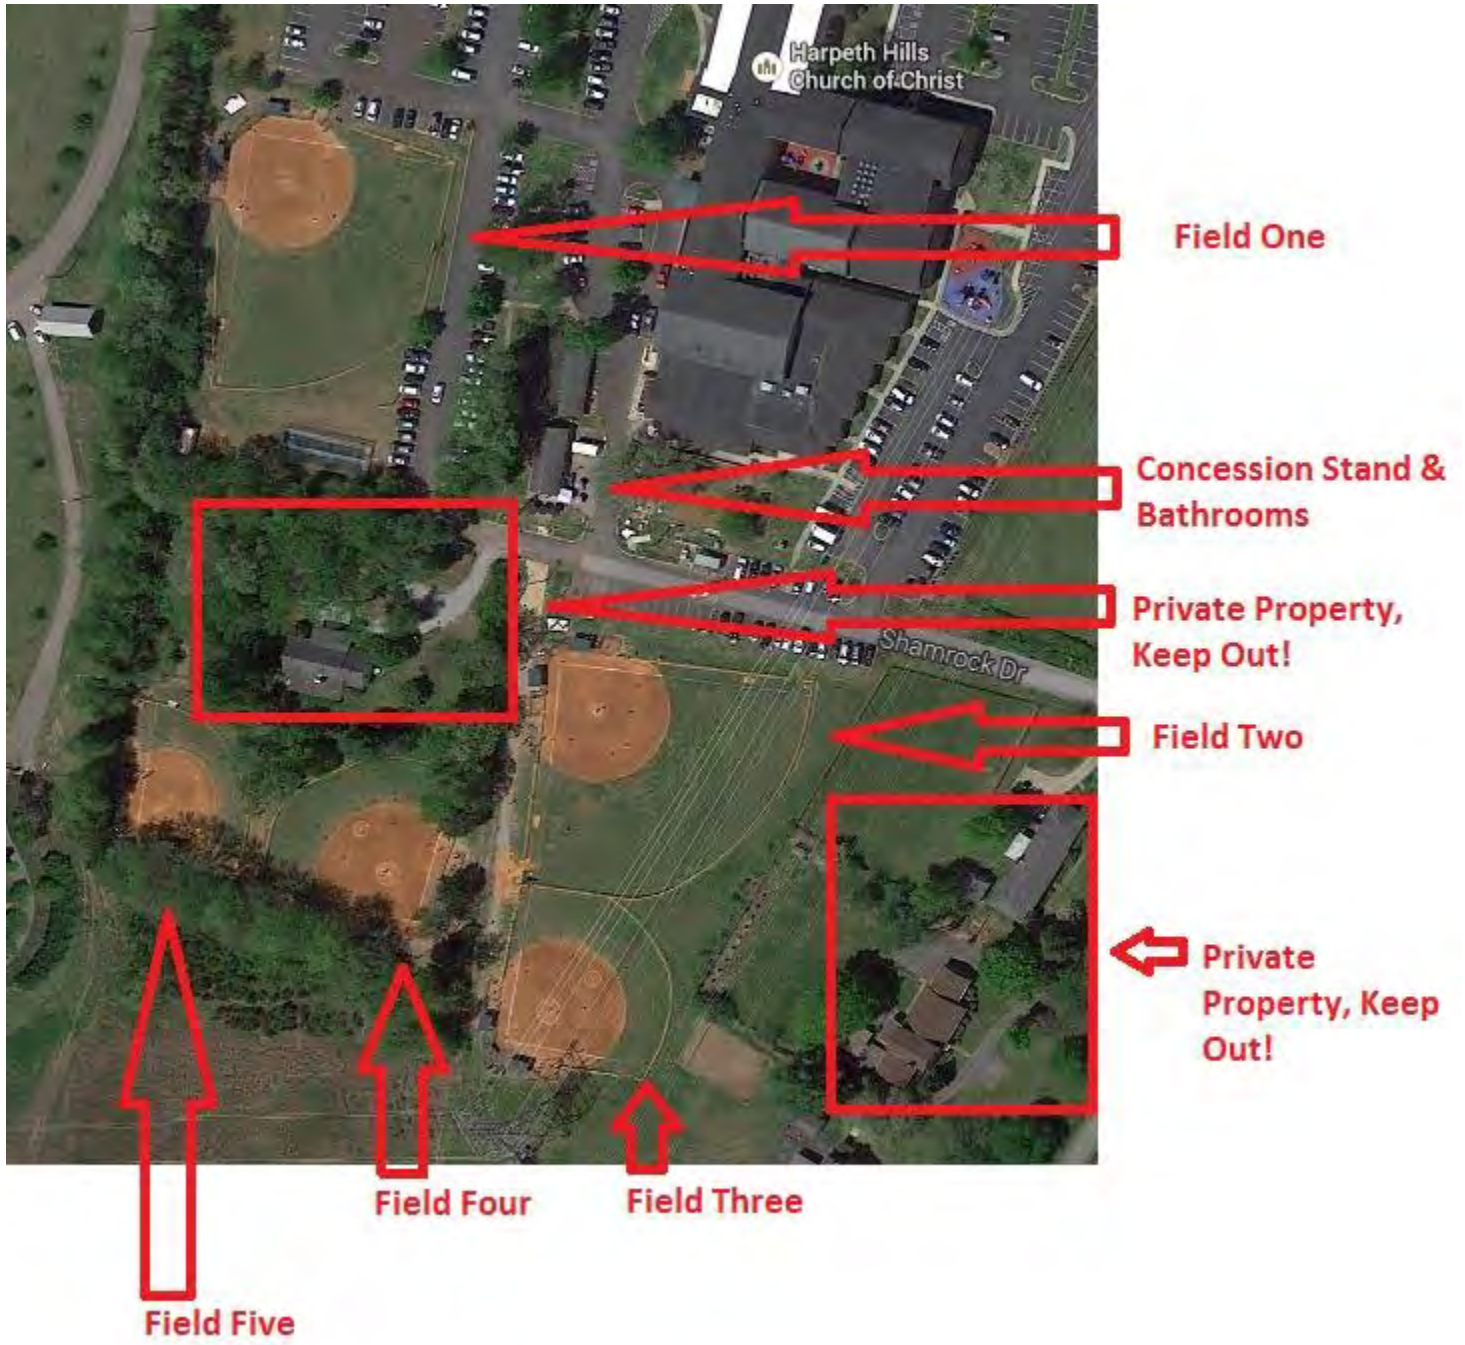 Harpeth Hills
Church of Christ
Field One
Concession Stand &
Bathrooms
Private Property,
Keep Out!
Shamrock Dr
Field Two
Private
Property, Keep
Out!
Field Four
Field Three
Field Five